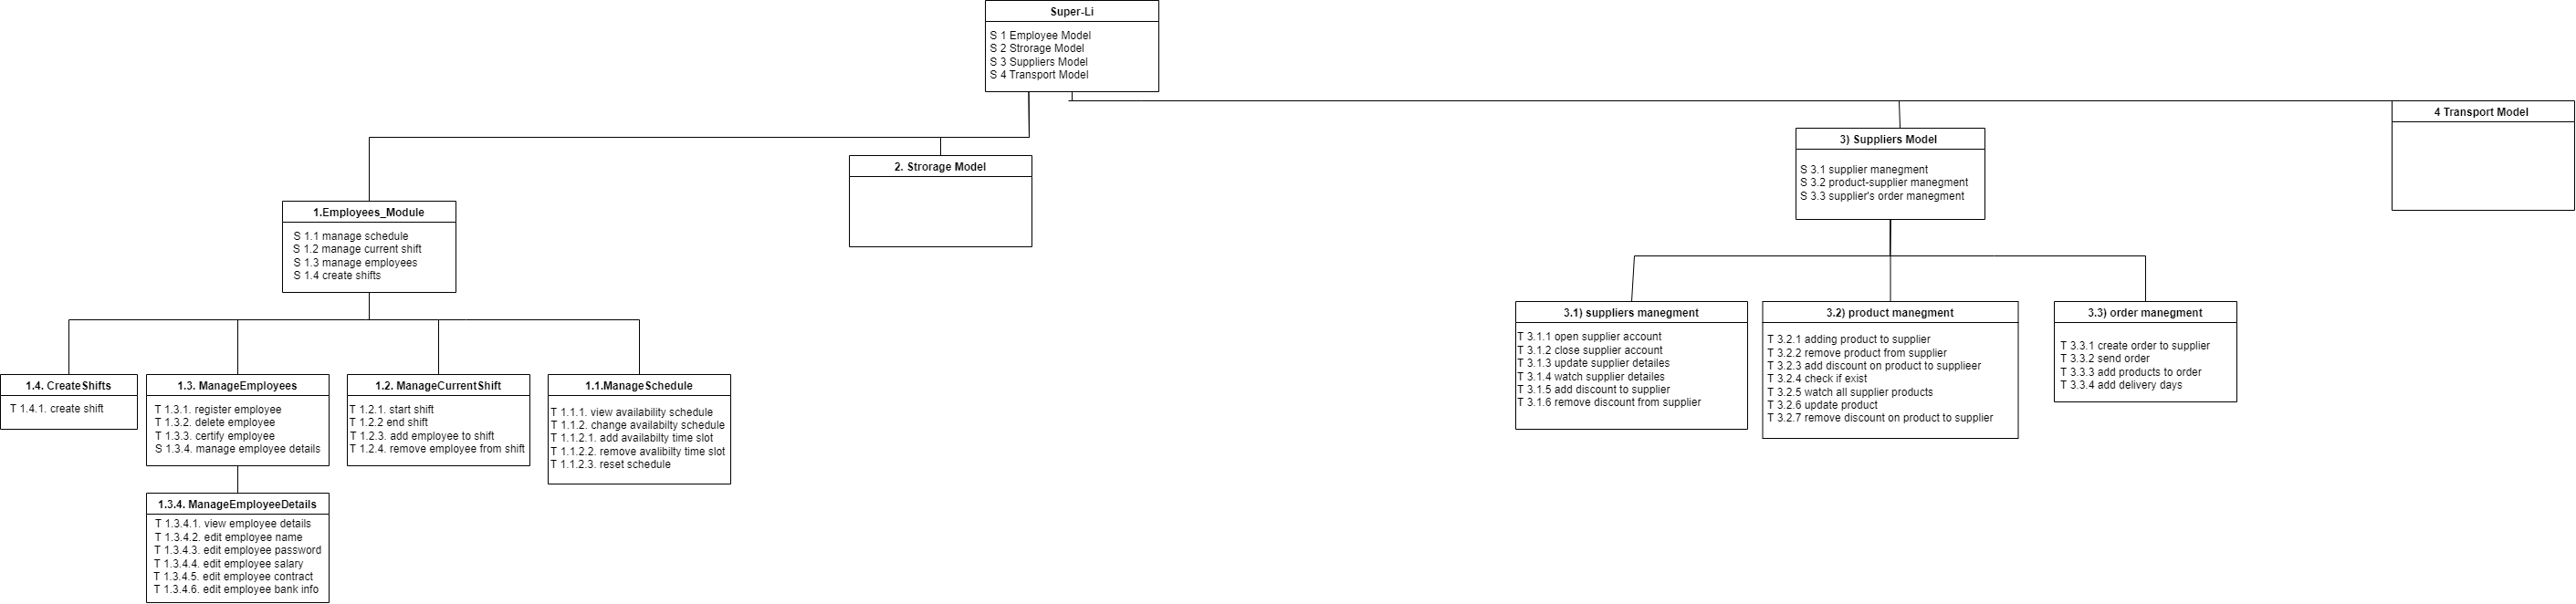 Super-Li
S 1 Employee Model
S 2 Strorage Model
S 3 Suppliers Model
S 4 Transport Model
4 Transport Model
3) Suppliers Model
S 3.1 supplier manegment
S 3.2 product-supplier manegment
S 3.3 supplier's order manegment
2. Strorage Model
1.Employees_Module
S 1.1 manage schedule
S 1.2 manage current shift
S 1.3 manage employees
S 1.4 create shifts
3.1) suppliers manegment
T 3.1.1 open supplier account
T 3.1.2 close supplier account
T 3.1.3 update supplier detailes
T 3.1.4 watch supplier detailes
T 3.1.5 add discount to supplier
T 3.1.6 remove discount from supplier
3.2) product manegment
T 3.2.1 adding product to supplier
T 3.2.2 remove product from supplier
T 3.2.3 add discount on product to supplieer
T 3.2.4 check if exist
T 3.2.5 watch all supplier products
T 3.2.6 update product
T 3.2.7 remove discount on product to supplier
3.3) order manegment
T 3.3.1 create order to supplier
T 3.3.2 send order
T 3.3.3 add products to order
T 3.3.4 add delivery days
1.4. CreateShifts
T 1.4.1. create shift
1.3. ManageEmployees
T 1.3.1. register employee
T 1.3.2. delete employee
T 1.3.3. certify employee
S 1.3.4. manage employee details
1.2. ManageCurrentShift
T 1.2.1. start shift
T 1.2.2 end shift
T 1.2.3. add employee to shift
T 1.2.4. remove employee from shift
1.1.ManageSchedule
T 1.1.1. view availability schedule
T 1.1.2. change availabilty schedule
T 1.1.2.1. add availabilty time slot
T 1.1.2.2. remove avalibilty time slot
T 1.1.2.3. reset schedule
1.3.4. ManageEmployeeDetails
T 1.3.4.1. view employee details
T 1.3.4.2. edit employee name
T 1.3.4.3. edit employee password
T 1.3.4.4. edit employee salary
T 1.3.4.5. edit employee contract
T 1.3.4.6. edit employee bank info